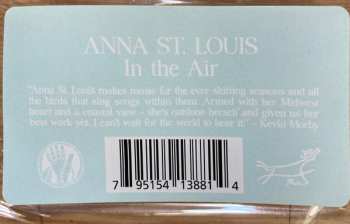 ANNA ST. LOUIS
In the Air
"Anna St. Louis makes music for the ever shifting seasons and all
the birds that sing songs within them. Armed with her Midwest
heart and a coastal view - she's outdone herself and given us her
best work yet. I can't wait for the world to hear it." - Kevin Morby
7 95154 13881 4